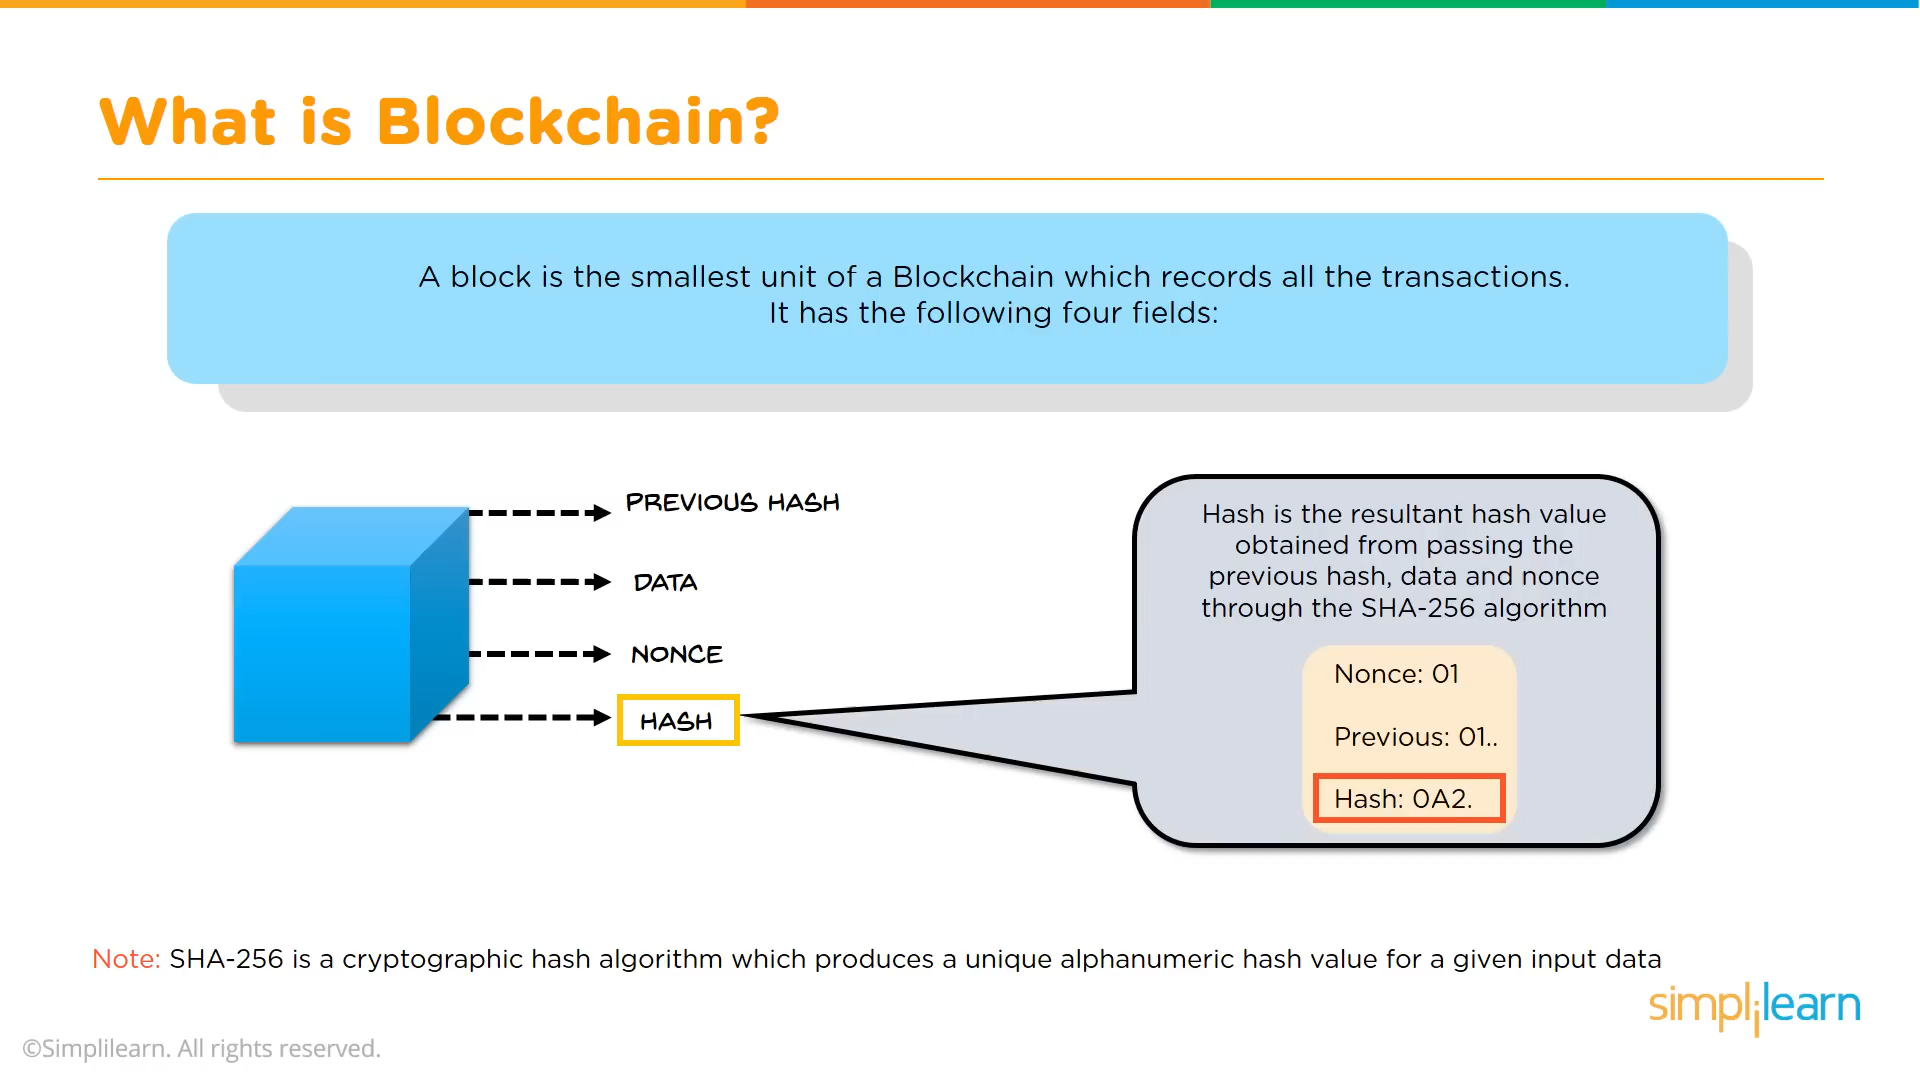 What is Blockchain?
A block is the smallest unit of a Blockchain which records all the transactions.
It has the following four fields:
PREVIOUS HASH
DATA
NONCE
HASH
Hash is the resultant hash value
obtained from passing the
previous hash, data and nonce
through the SHA-256 algorithm
Nonce: 01
Previous: 01..
Hash: 0A2.
Note: SHA-256 is a cryptographic hash algorithm which produces a unique alphanumeric hash value for a given input data
simplilearn
©Simplilearn. All rights reserved.